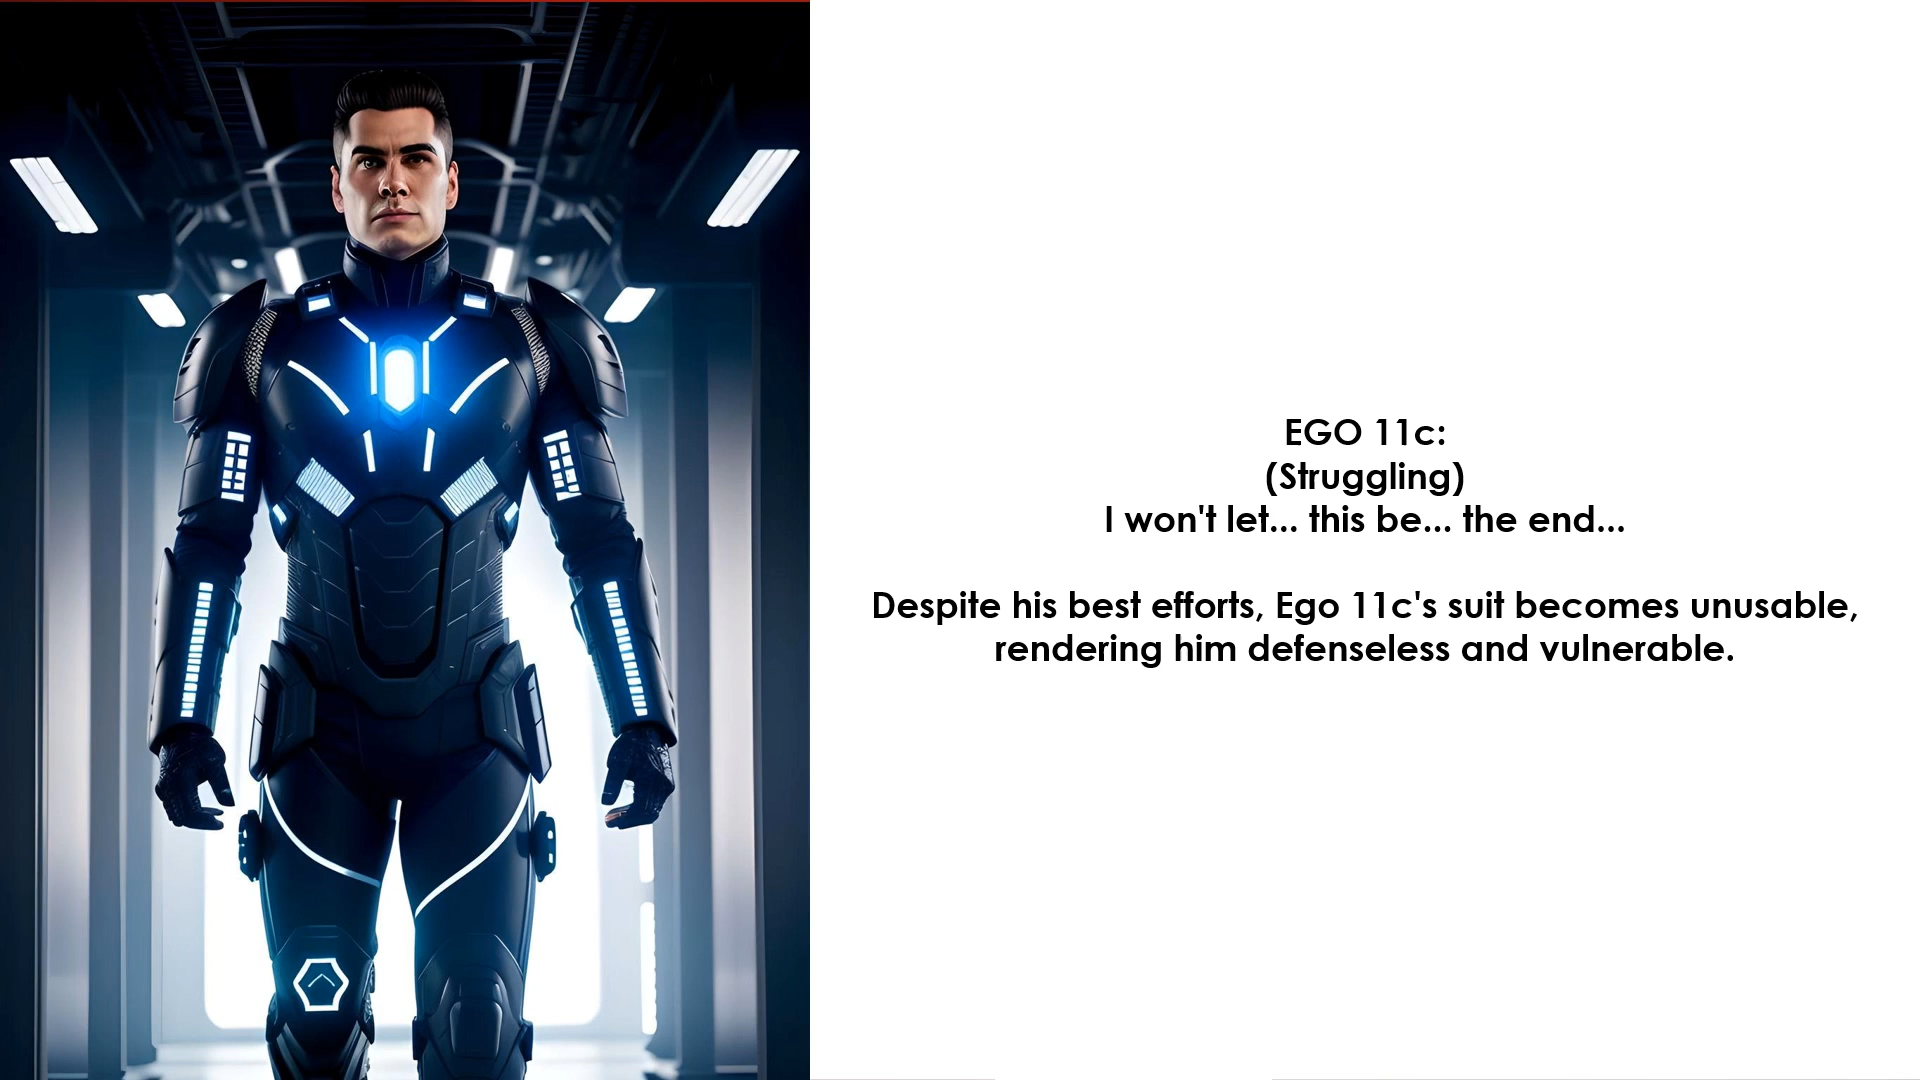 EGO 11c:
(Struggling)
I won't let... this be... the end...
Despite his best efforts, Ego 11c's suit becomes unusable,
rendering him defenseless and vulnerable.